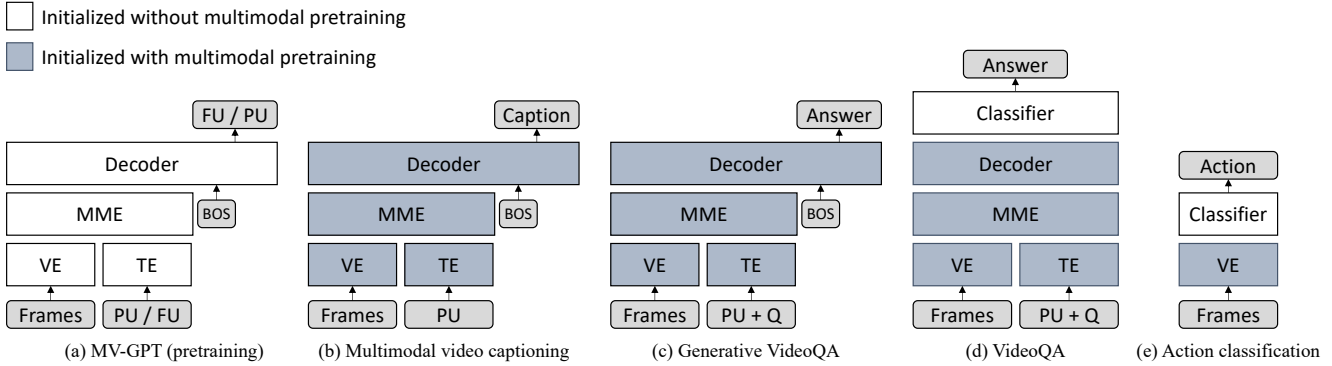 Initialized without multimodal pretraining
Initialized with multimodal pretraining
FU / PU
Decoder
MME
BOS
VE
TE
Frames
PU / FU
(a) MV-GPT (pretraining)
Caption
Decoder
MME
BOS
VE
TE
Frames
PU
(b) Multimodal video captioning
Answer
Decoder
MME
BOS
VE
TE
Frames
PU + Q
(c) Generative VideoQA
Answer
Classifier
Decoder
MME
VE
TE
Frames
PU + Q
(d) VideoQA
Action
Classifier
VE
Frames
(e) Action classification